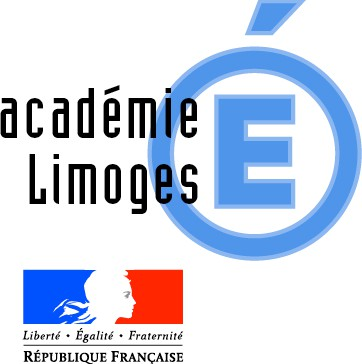 académie
Limoges
É
Liberté • Égalité • Fraternité
RÉPUBLIQUE FRANÇAISE